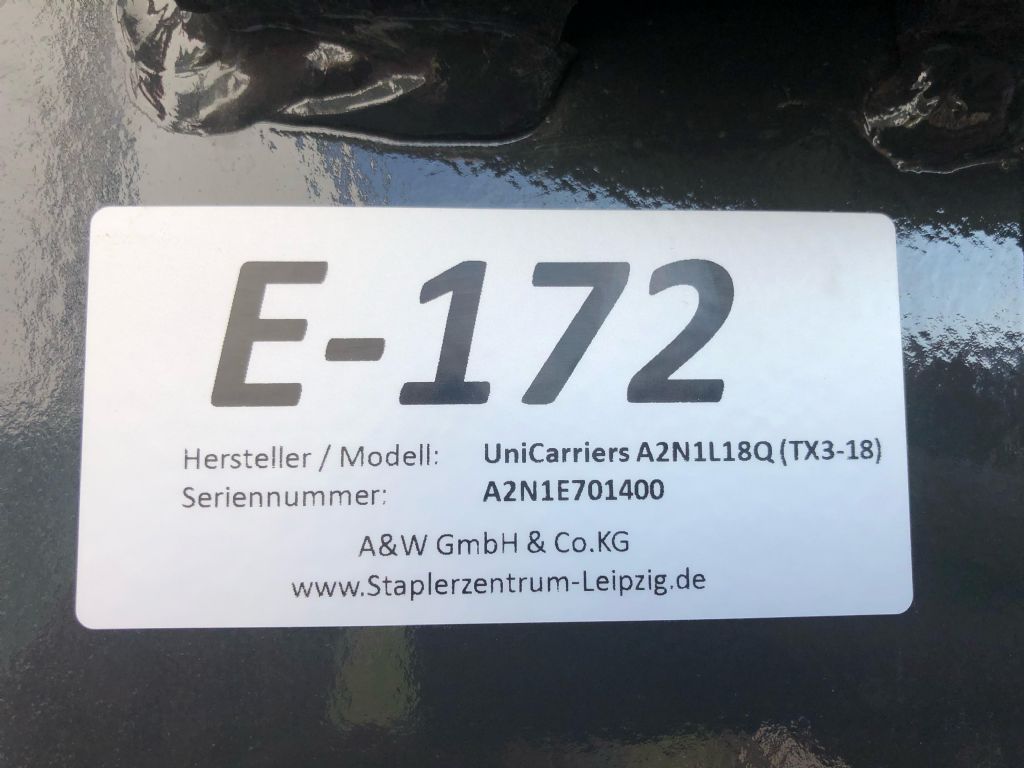 E-172
Hersteller / Modell: UniCarriers A2N1L18Q (TX3-18)
Seriennummer: A2N1E701400
A&W GmbH & Co.KG
www.Staplerzentrum-Leipzig.de